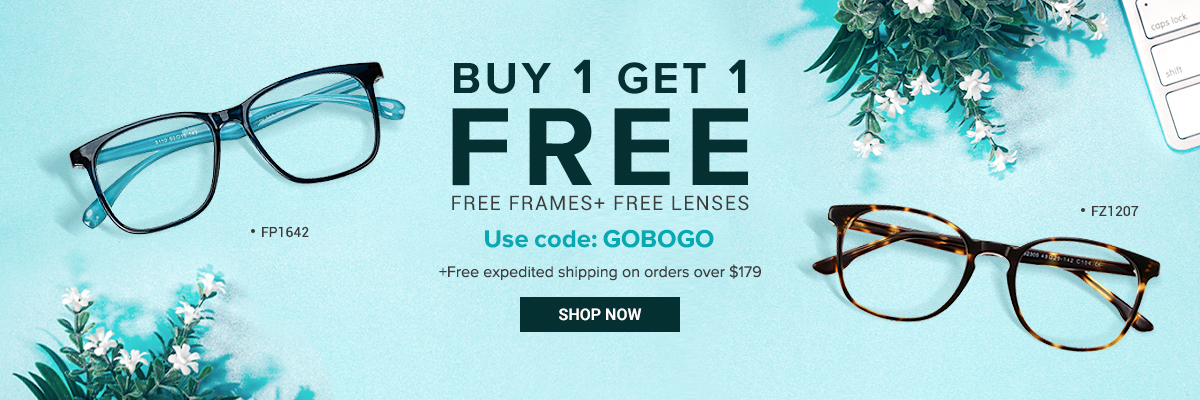 BUY 1 GET 1
FREE
FREE FRAMES+ FREE LENSES
Use code: GOBOGO
+Free expedited shipping on orders over $179
SHOP NOW
• FP1642
• FZ1207
caps lock
shift